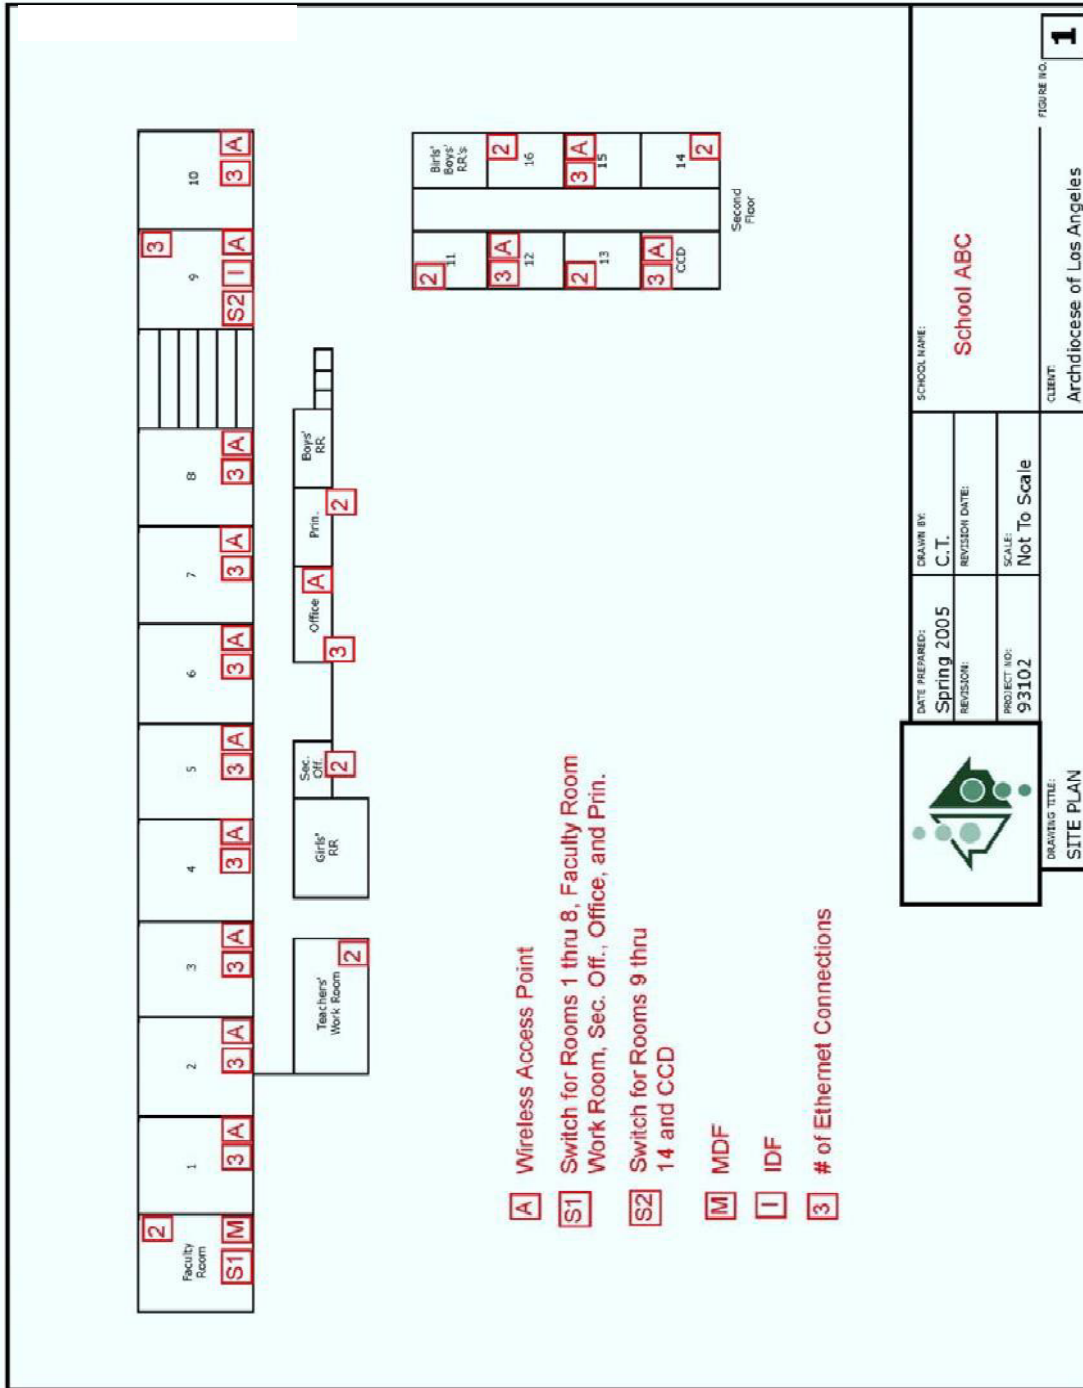 Faculty
Room
2
S1
M
1
3
A
2
3
A
3
3
A
4
3
A
5
3
A
6
3
A
7
3
A
8
3
A
9
3
S2
I
A
10
3
A
Teachers'
Work Room
2
Girls'
RR
Sec.
Off.
2
Office
A
3
Prin.
2
Boys'
RR
11
2
12
3
A
13
2
CCD
3
A
Birls'
Boys'
RR's
16
2
15
3
A
14
2
Second
Floor
A Wireless Access Point
S1 Switch for Rooms 1 thru 8, Faculty Room
Work Room, Sec. Off., Office, and Prin.
S2 Switch for Rooms 9 thru
14 and CCD
M MDF
I IDF
3 # of Ethernet Connections
DATE PREPARED:
Spring 2005
DRAWN BY:
C.T.
SCHOOL NAME:
School ABC
REVISION:
REVISION DATE:
PROJECT NO:
93102
SCALE:
Not To Scale
DRAWING TITLE:
SITE PLAN
CLIENT:
Archdiocese of Los Angeles
FIGURE NO.
1